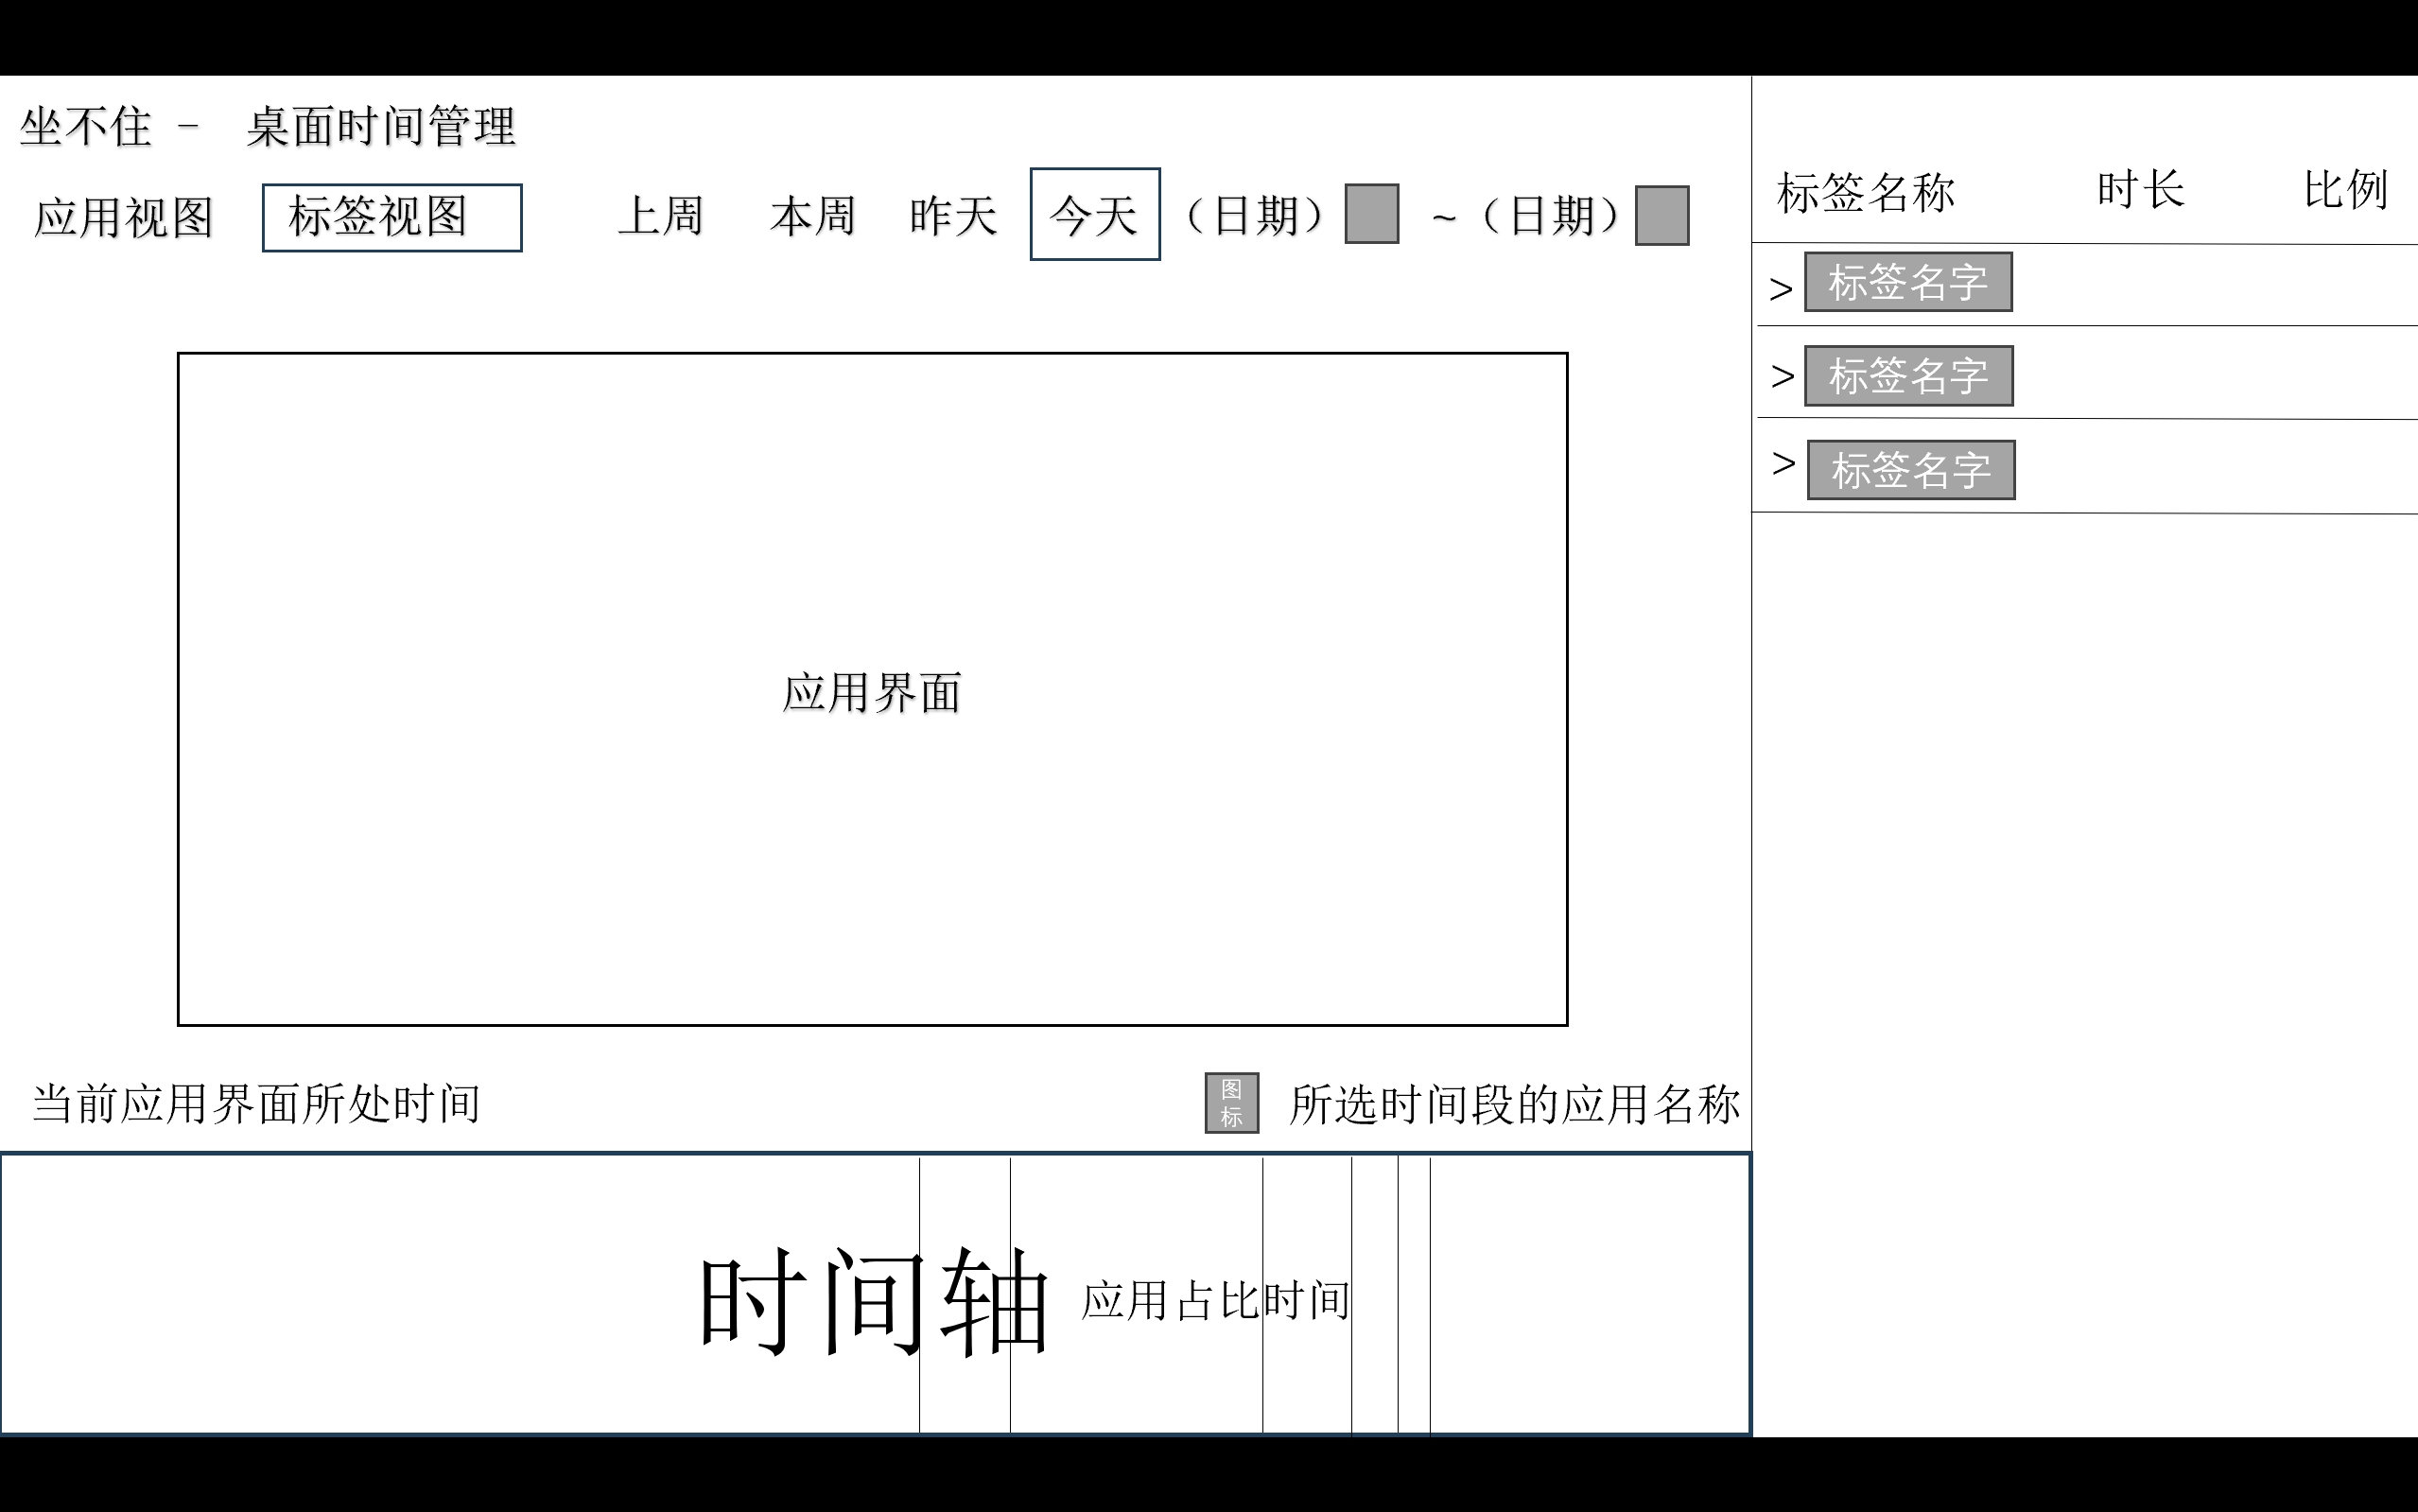 坐不住 - 桌面时间管理
应用视图 标签视图 上周 本周 昨天 今天 （日期） ~ （日期）
标签名称 时长 比例
> 标签名字
> 标签名字
> 标签名字
应用界面
当前应用界面所处时间
图标
所选时间段的应用名称
时间轴 应用占比时间